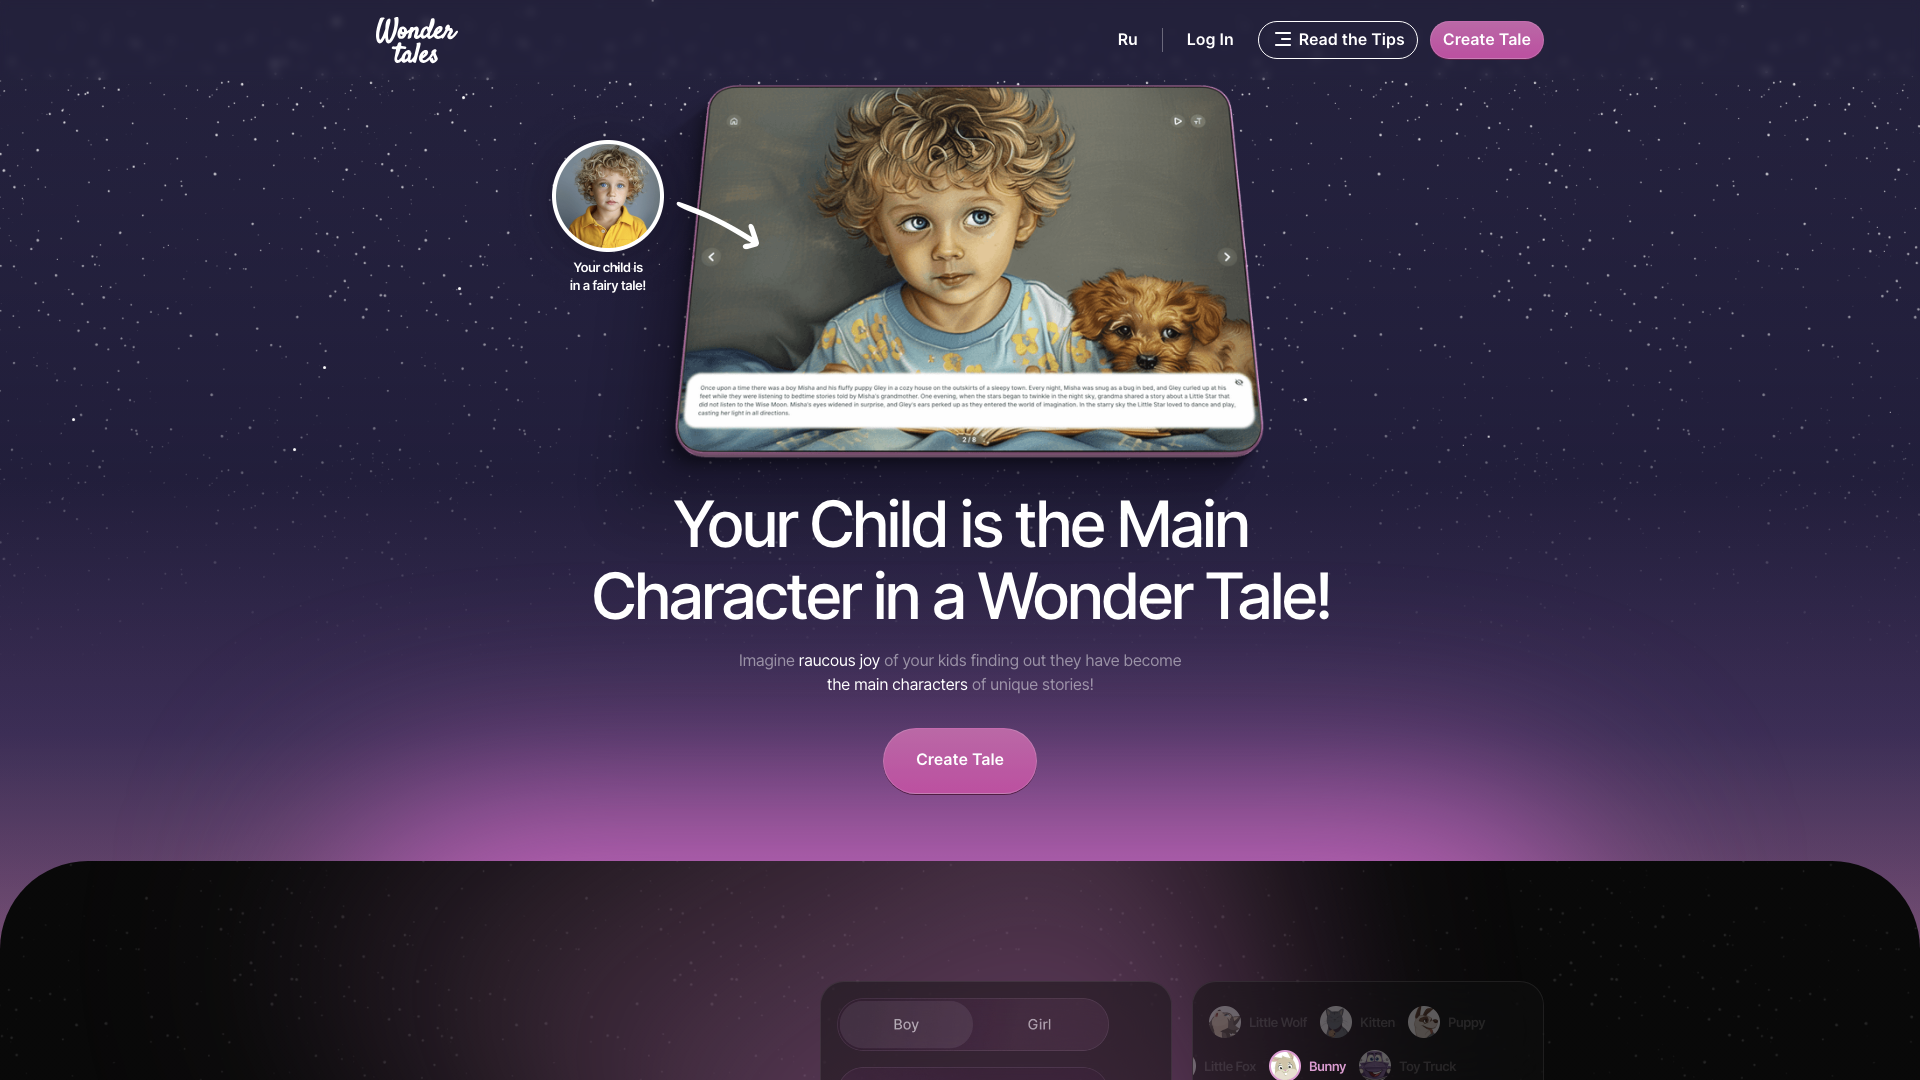 Wonder
tales
Ru
Log In
Read the Tips
Create Tale
Your child is
in a fairy tale!
Once upon a time there was a boy Misha and his fluffy puppy Gley in a cozy house on the outskirts of a sleepy town. Every night, Misha was snug as a bug in bed, and Gley curled up at his
feet while they were listening to bedtime stories told by Misha's grandmother. One evening, when the stars began to twinkle in the night sky, grandma shared a story about a Little Star that
did not listen to the Wise Moon. Misha's eyes widened in surprise, and Gley's ears perked up as they entered the world of imagination. In the starry sky the Little Star loved to dance and play,
casting her light in all directions.
2 / 8
Your Child is the Main
Character in a Wonder Tale!
Imagine raucous joy of your kids finding out they have become
the main characters of unique stories!
Create Tale
Boy
Girl
Little Wolf
Kitten
Puppy
Little Fox
Bunny
Toy Truck